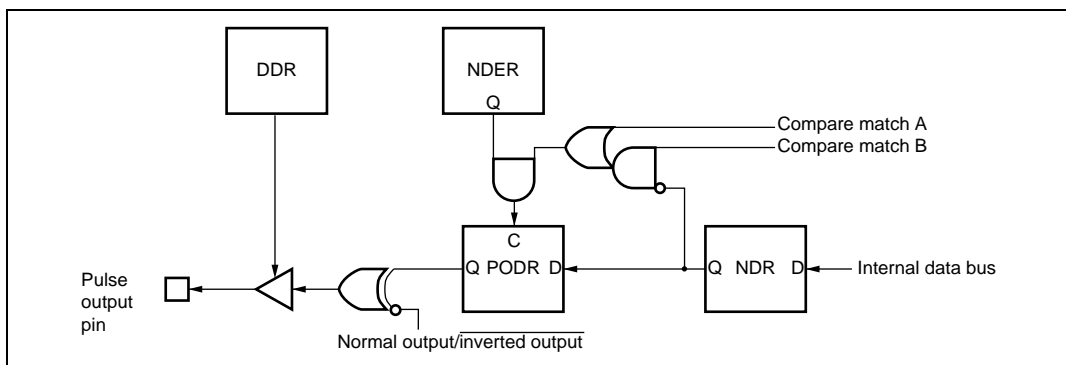 DDR
NDER
Q
Compare match A
Compare match B
C
Q PODR D
Q NDR D
Internal data bus
Pulse
output
pin
Normal output/inverted output